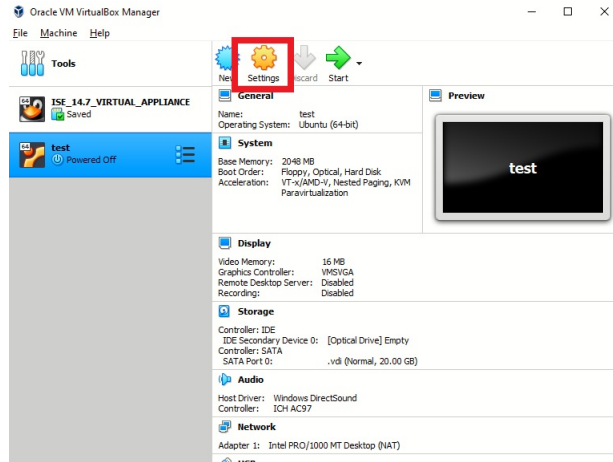 Oracle VM VirtualBox Manager
File Machine Help
Tools
New Settings Discard Start
64 ISE_14.7_VIRTUAL_APPLIANCE
Saved
64 test
Powered Off
General
Name: test
Operating System: Ubuntu (64-bit)
System
Base Memory: 2048 MB
Boot Order: Floppy, Optical, Hard Disk
Acceleration: VT-x/AMD-V, Nested Paging, KVM
Paravirtualization
Preview
test
Display
Video Memory: 16 MB
Graphics Controller: VMSVGA
Remote Desktop Server: Disabled
Recording: Disabled
Storage
Controller: IDE
IDE Secondary Device 0: [Optical Drive] Empty
Controller: SATA
SATA Port 0: .vdi (Normal, 20.00 GB)
Audio
Host Driver: Windows DirectSound
Controller: ICH AC97
Network
Adapter 1: Intel PRO/1000 MT Desktop (NAT)